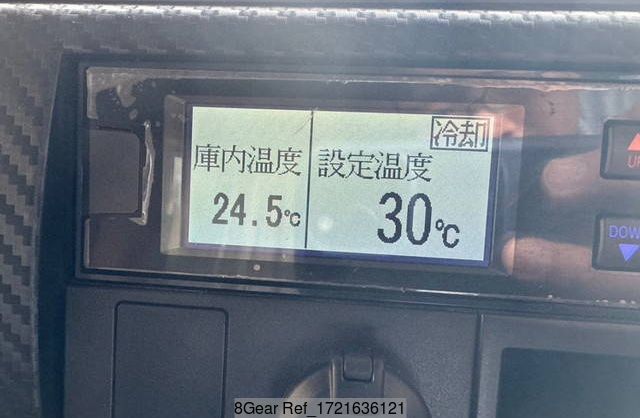 冷却
庫内温度
設定温度
24.5℃
30℃
UP
DOWN
8Gear Ref_1721636121